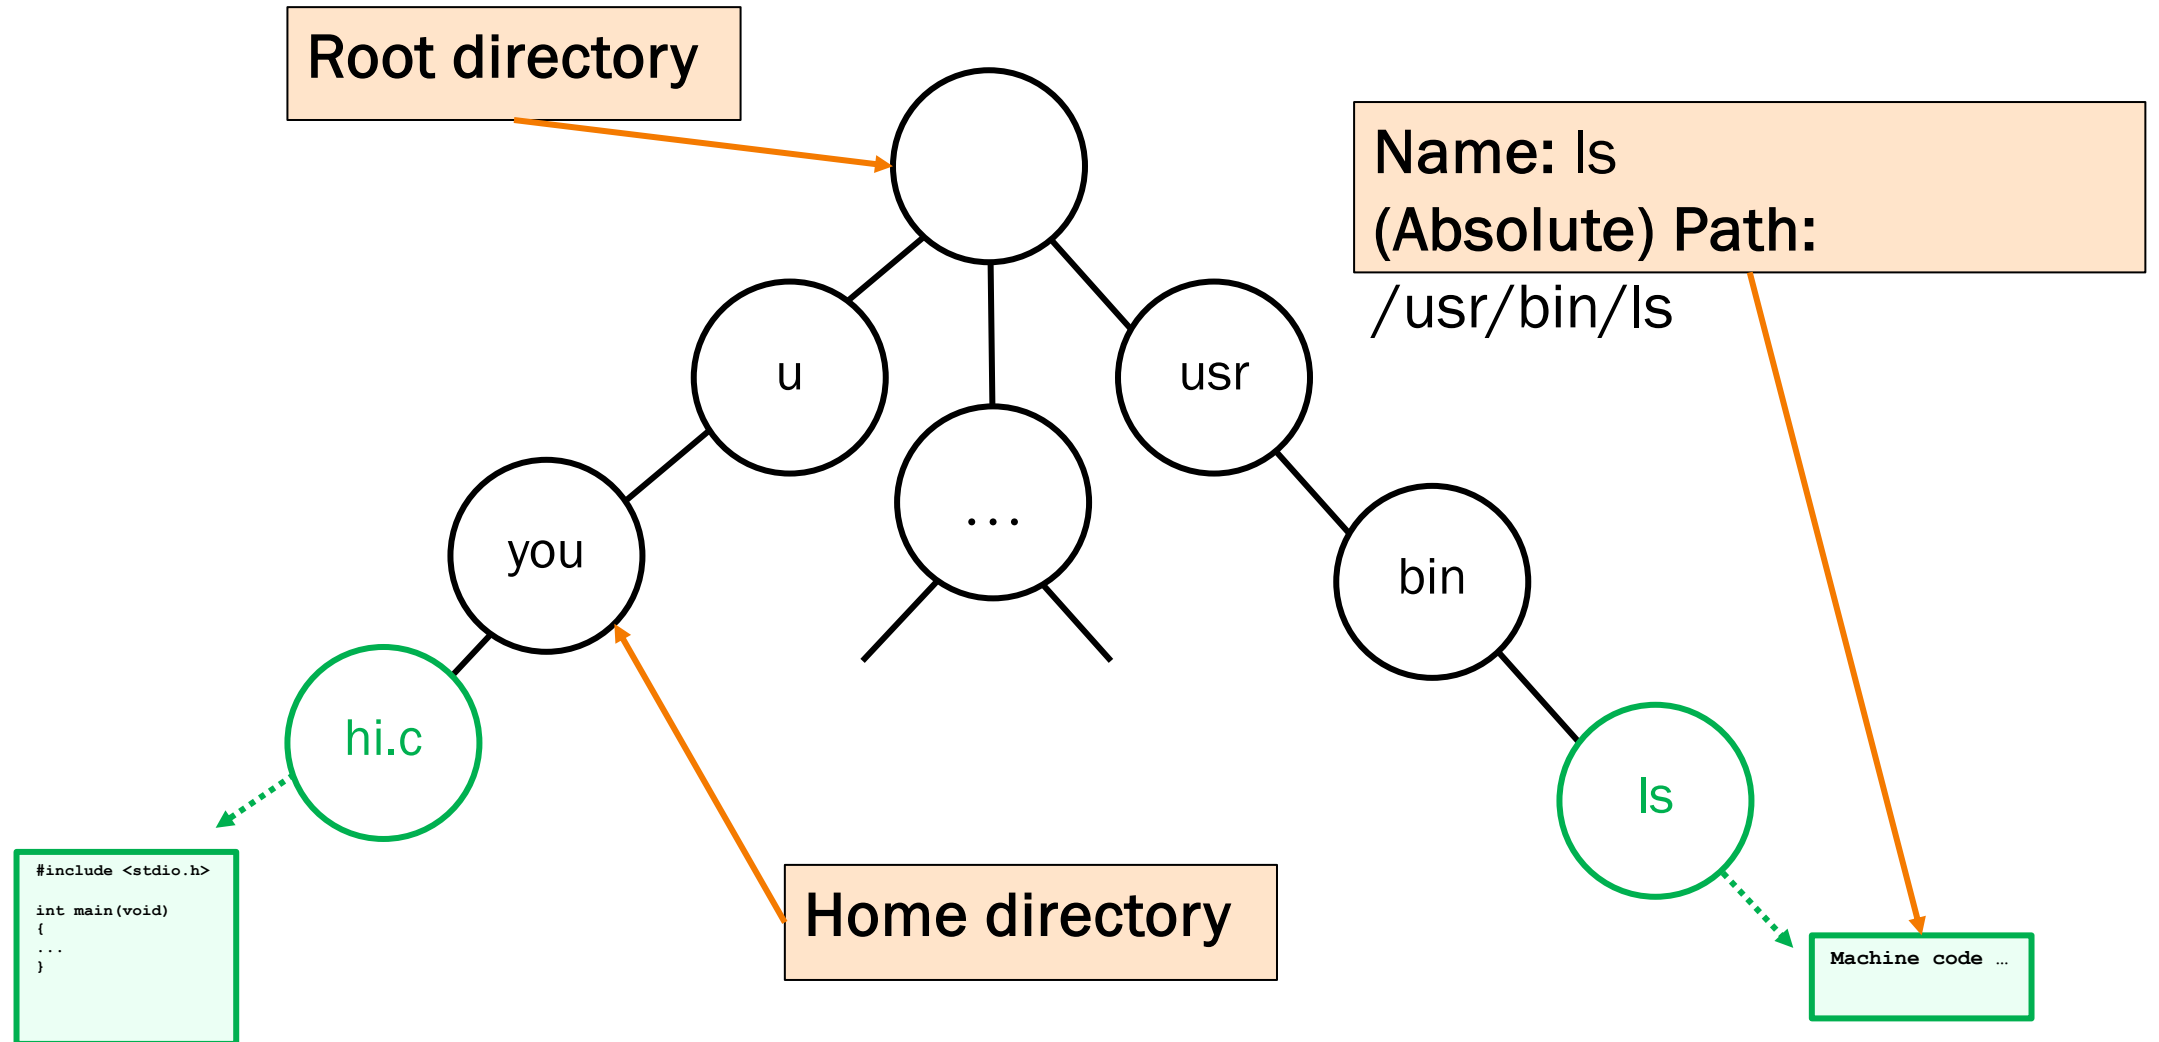 Root directory
Name: ls
(Absolute) Path:
/usr/bin/ls
u
usr
...
you
bin
hi.c
ls
#include <stdio.h>
int main(void)
{
...
}
Home directory
Machine code …